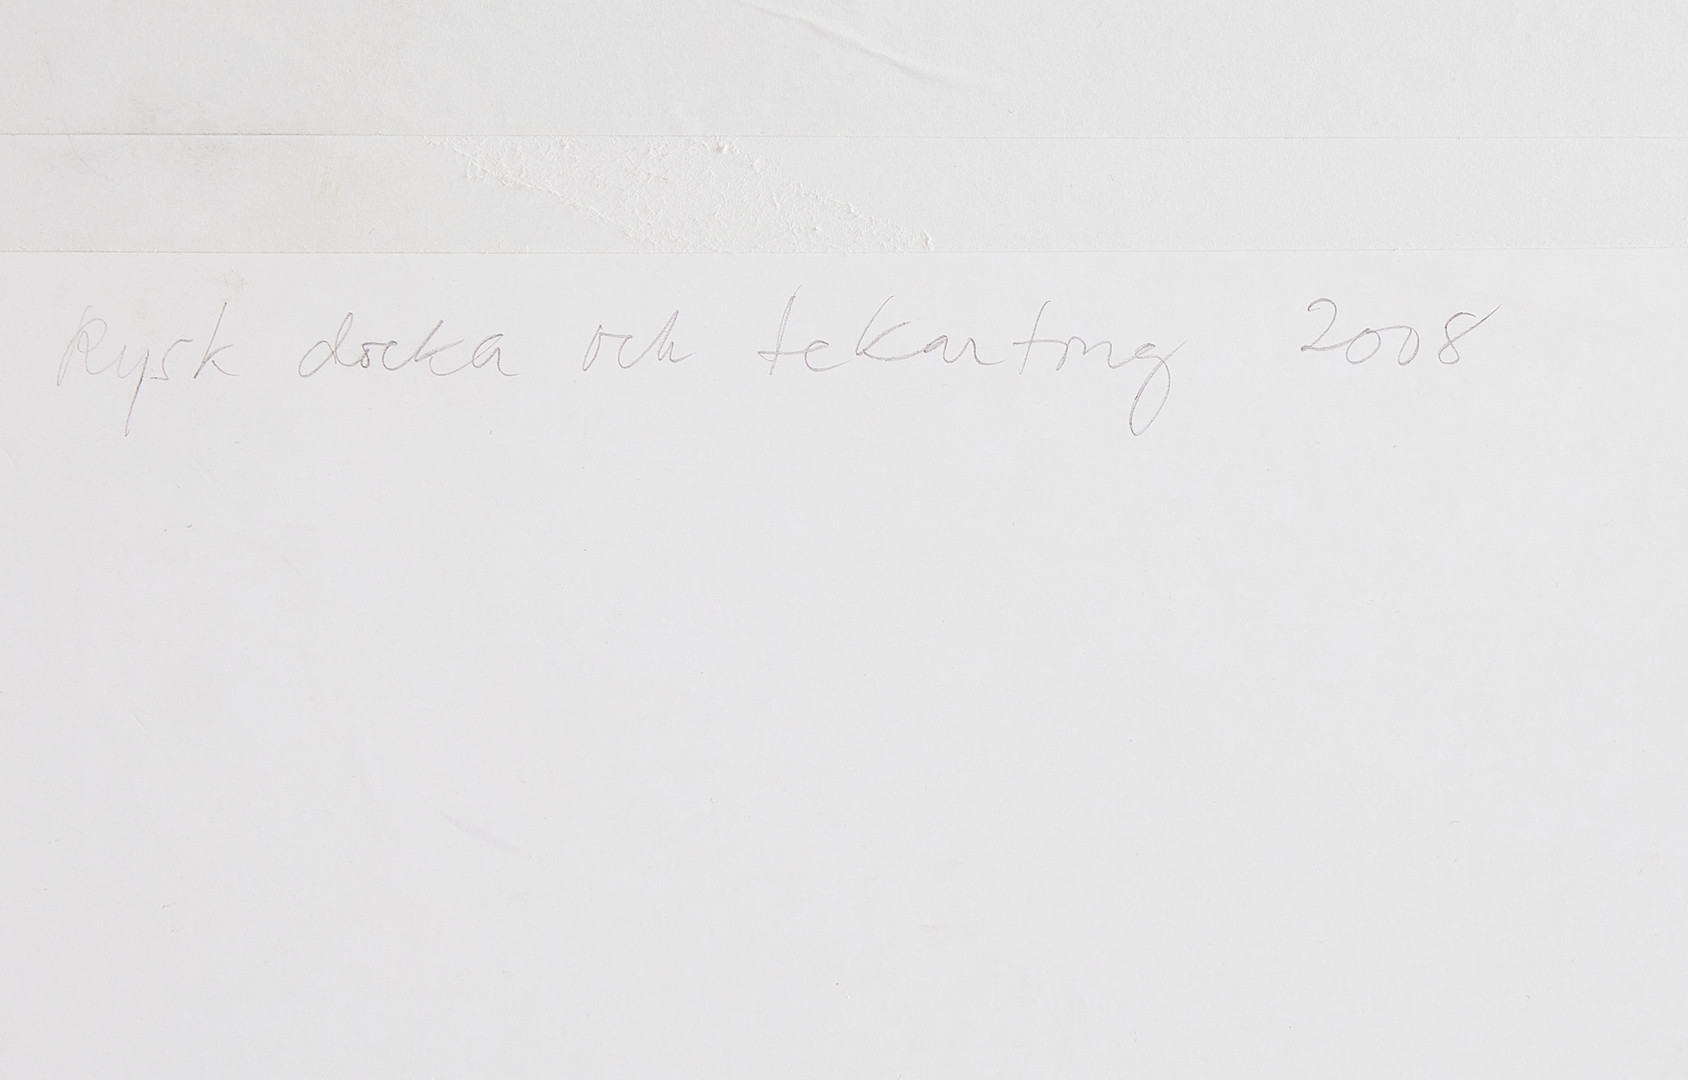 Rysk docka och tekartong 2008